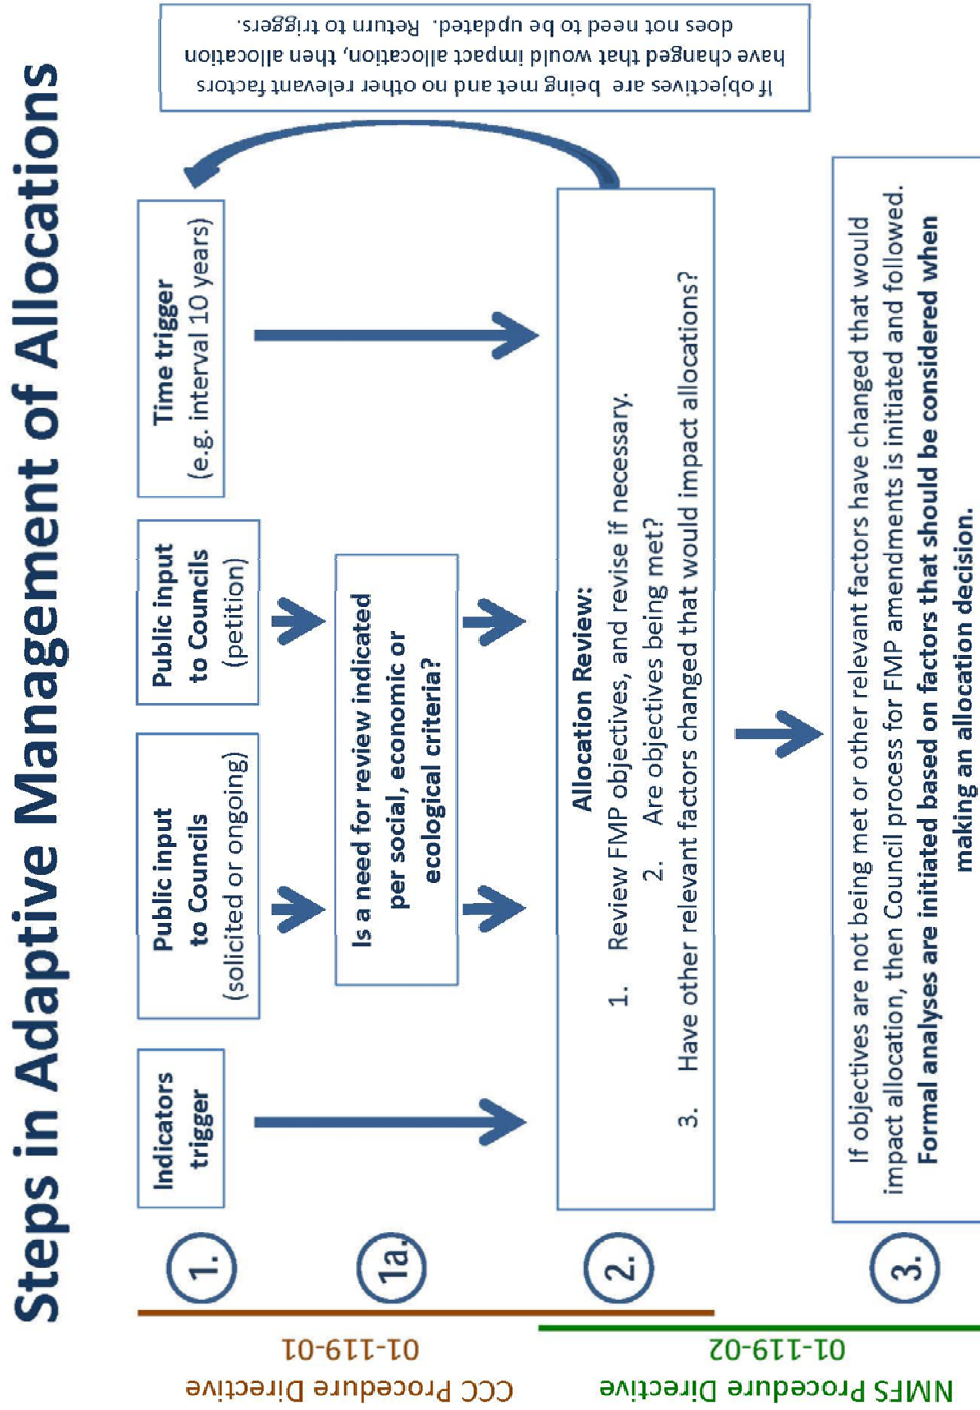 Steps in Adaptive Management of Allocations
CCC Procedure Directive
01-119-01
NMFS Procedure Directive
01-119-02
1.
Indicators
trigger
Public input
to Councils
(solicited or ongoing)
Public input
to Councils
(petition)
Time trigger
(e.g. interval 10 years)
1a.
Is a need for review indicated
per social, economic or
ecological criteria?
If objectives are being met and no other relevant factors
have changed that would impact allocation, then allocation
does not need to be updated. Return to triggers.
2.
Allocation Review:
1. Review FMP objectives, and revise if necessary.
2. Are objectives being met?
3. Have other relevant factors changed that would impact allocations?
3.
If objectives are not being met or other relevant factors have changed that would
impact allocation, then Council process for FMP amendments is initiated and followed.
Formal analyses are initiated based on factors that should be considered when
making an allocation decision.